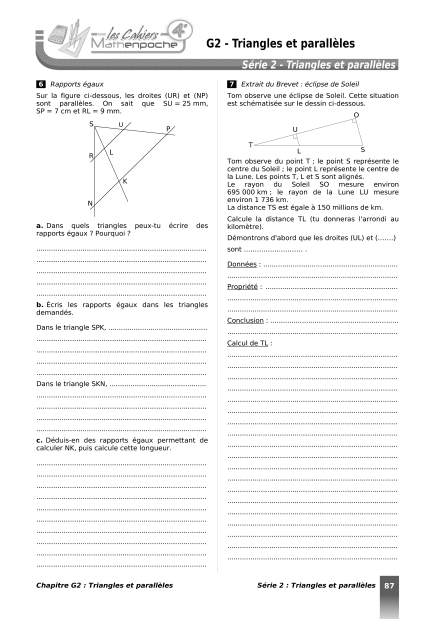 les Cahiers
Mathenpoche
4e
G2 - Triangles et parallèles
Série 2 - Triangles et parallèles
6 Rapports égaux
Sur la figure ci-dessous, les droites (UR) et (NP)
sont parallèles. On sait que SU = 25 mm,
SP = 7 cm et RL = 9 mm.
S
U
P
R
L
K
N
a. Dans quels triangles peux-tu écrire des
rapports égaux ? Pourquoi ?
b. Écris les rapports égaux dans les triangles
demandés.
Dans le triangle SPK, ...............................................
Dans le triangle SKN, ...............................................
c. Déduis-en des rapports égaux permettant de
calculer NK, puis calcule cette longueur.
7 Extrait du Brevet : éclipse de Soleil
Tom observe une éclipse de Soleil. Cette situation
est schématisée sur le dessin ci-dessous.
O
U
T
L
S
Tom observe du point T ; le point S représente le
centre du Soleil ; le point L représente le centre de
la Lune. Les points T, L et S sont alignés.
Le rayon du Soleil SO mesure environ
695 000 km ; le rayon de la Lune LU mesure
environ 1 736 km.
La distance TS est égale à 150 millions de km.
Calcule la distance TL (tu donneras l'arrondi au
kilomètre).
Démontrons d'abord que les droites (UL) et (.......)
sont ........................... .
Données : ...............................................
Propriété : ...............................................
Conclusion : ...............................................
Calcul de TL :
Chapitre G2 : Triangles et parallèles
Série 2 : Triangles et parallèles
87